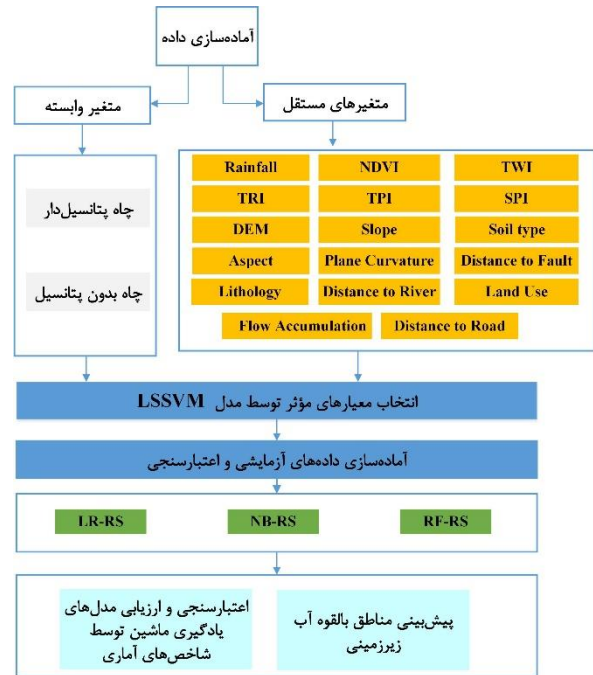 آماده‌سازی داده
متغیرهای مستقل
متغیر وابسته
Rainfall
NDVI
TWI
TRI
TPI
SPI
DEM
Slope
Soil type
Aspect
Plane Curvature
Distance to Fault
Lithology
Distance to River
Land Use
Flow Accumulation
Distance to Road
چاه پتانسیل‌دار
چاه بدون پتانسیل
انتخاب معیارهای مؤثر توسط مدل LSSVM
آماده‌سازی داده‌های آزمایشی و اعتبارسنجی
LR-RS
NB-RS
RF-RS
پیش‌بینی مناطق بالقوه آب
زیرزمینی
اعتبارسنجی و ارزیابی مدل‌های
یادگیری ماشین توسط
شاخص‌های آماری